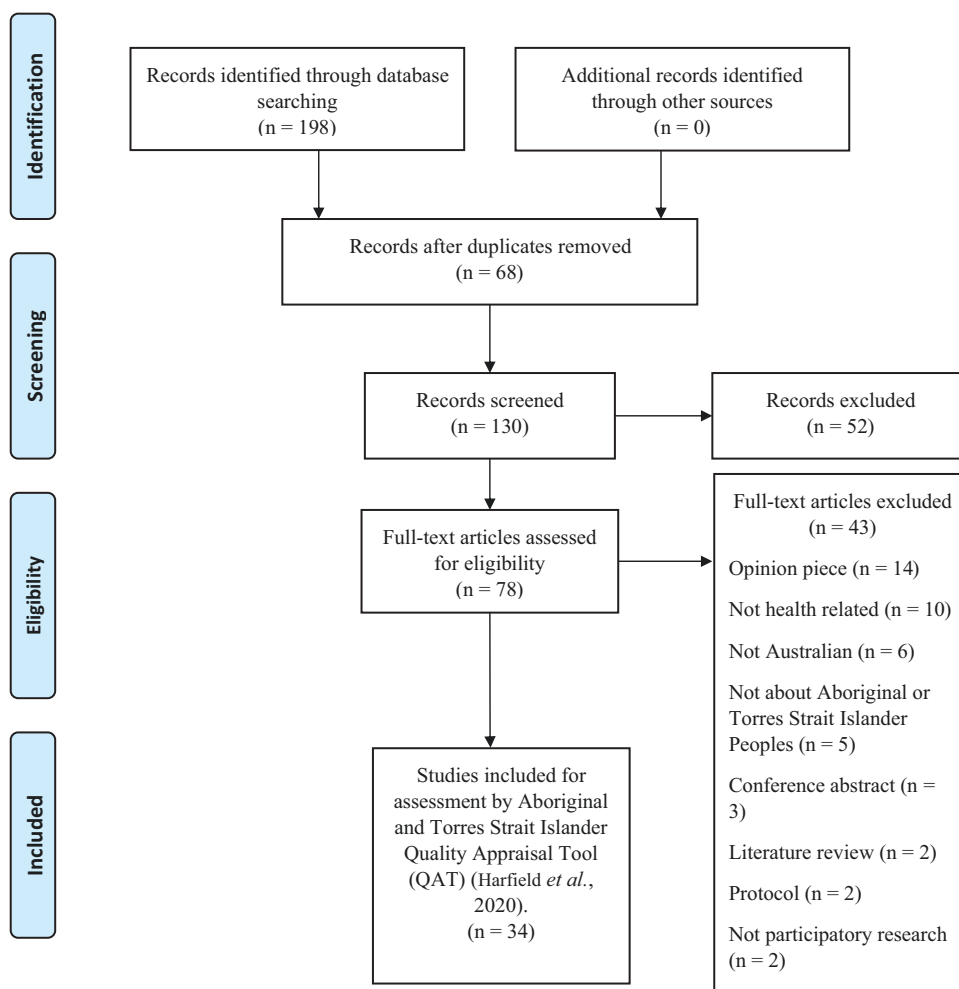 Identification
Records identified through database
searching
(n = 198)
Additional records identified
through other sources
(n = 0)
Records after duplicates removed
(n = 68)
Screening
Records screened
(n = 130)
Records excluded
(n = 52)
Eligibility
Full-text articles assessed
for eligibility
(n = 78)
Full-text articles excluded
(n = 43)
Opinion piece (n = 14)
Not health related (n = 10)
Not Australian (n = 6)
Not about Aboriginal or
Torres Strait Islander
Peoples (n = 5)
Conference abstract (n =
3)
Literature review (n = 2)
Protocol (n = 2)
Not participatory research
(n = 2)
Included
Studies included for
assessment by Aboriginal
and Torres Strait Islander
Quality Appraisal Tool
(QAT) (Harfield et al.,
2020).
(n = 34)